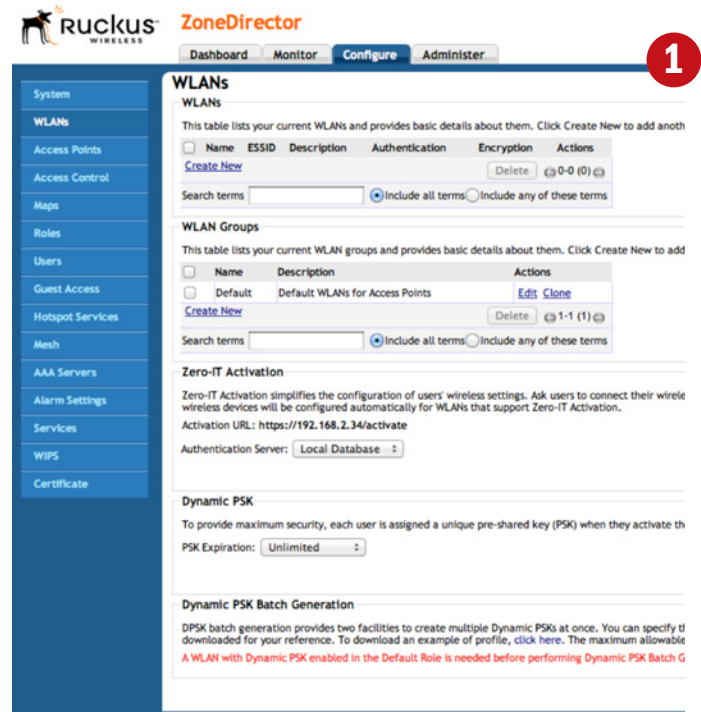 Ruckus WIRELESS
ZoneDirector
Dashboard Monitor Configure Administer
1
System
WLANs
Access Points
Access Control
Maps
Roles
Users
Guest Access
Hotspot Services
Mesh
AAA Servers
Alarm Settings
Services
WIPS
Certificate
WLANs
WLANs
This table lists your current WLANs and provides basic details about them. Click Create New to add anoth
Name ESSID Description Authentication Encryption Actions
Create New Delete 0-0 (0)
Search terms Include all terms Include any of these terms
WLAN Groups
This table lists your current WLAN groups and provides basic details about them. Click Create New to add
Name Description Actions
Default Default WLANs for Access Points Edit Clone
Create New Delete 1-1 (1)
Search terms Include all terms Include any of these terms
Zero-IT Activation
Zero-IT Activation simplifies the configuration of users' wireless settings. Ask users to connect their wirele
wireless devices will be configured automatically for WLANs that support Zero-IT Activation.
Activation URL: https://192.168.2.34/activate
Authentication Server: Local Database
Dynamic PSK
To provide maximum security, each user is assigned a unique pre-shared key (PSK) when they activate th
PSK Expiration: Unlimited
Dynamic PSK Batch Generation
DPSK batch generation provides two facilities to create multiple Dynamic PSKs at once. You can specify th
downloaded for your reference. To download an example of profile, click here. The maximum allowable
A WLAN with Dynamic PSK enabled in the Default Role is needed before performing Dynamic PSK Batch G